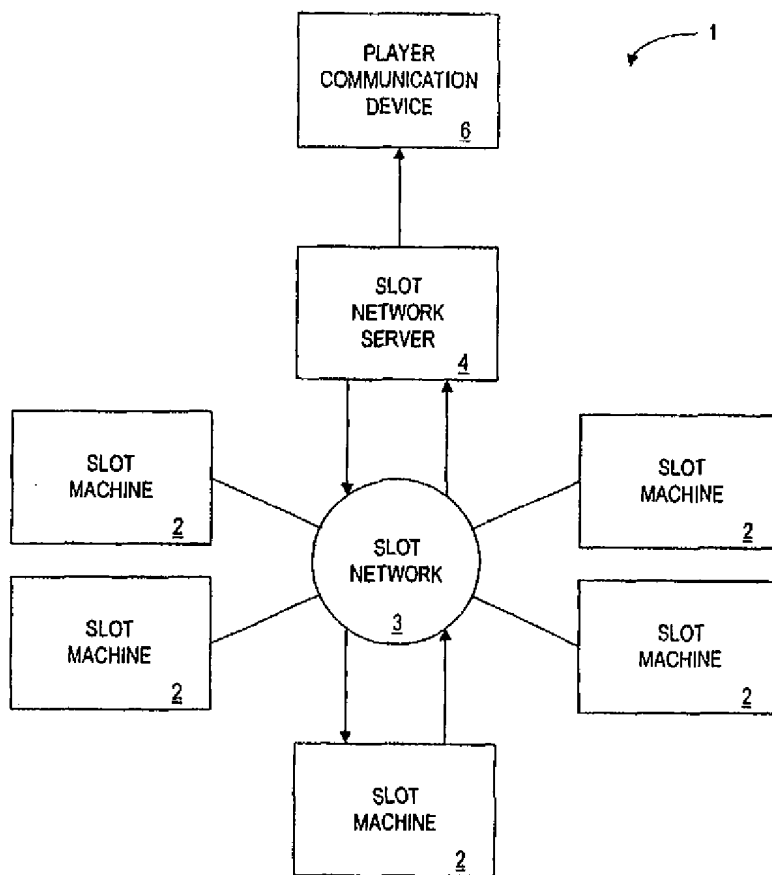 1
PLAYER
COMMUNICATION
DEVICE
6
SLOT
NETWORK
SERVER
4
SLOT
MACHINE
2
SLOT
MACHINE
2
SLOT
NETWORK
3
SLOT
MACHINE
2
SLOT
MACHINE
2
SLOT
MACHINE
2